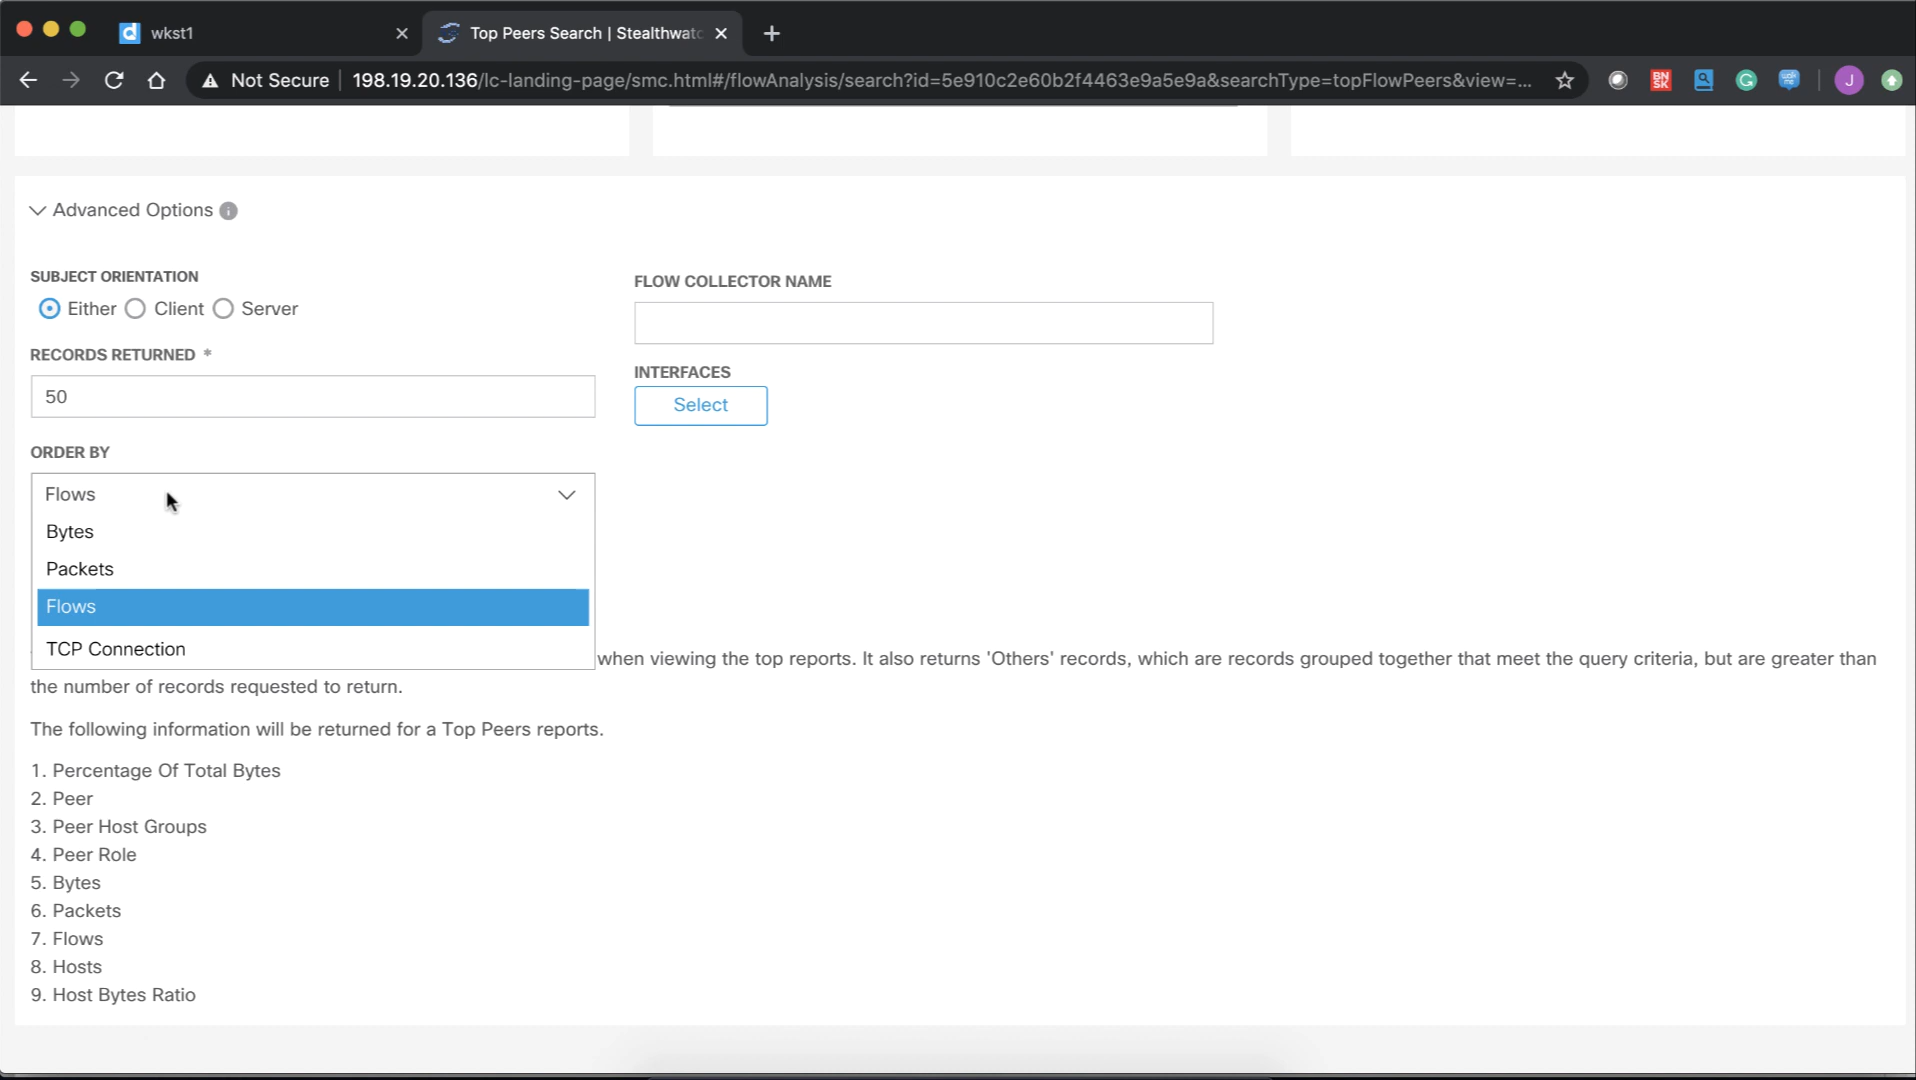 wkst1
Top Peers Search | Stealthwatc
Not Secure 198.19.20.136/lc-landing-page/smc.html#/flowAnalysis/search?id=5e910c2e60b2f4463e9a5e9a&searchType=topFlowPeers&view=...
BN
SK
J
Advanced Options
SUBJECT ORIENTATION
Either Client Server
FLOW COLLECTOR NAME
RECORDS RETURNED *
50
INTERFACES
Select
ORDER BY
Flows
Bytes
Packets
Flows
TCP Connection
when viewing the top reports. It also returns 'Others' records, which are records grouped together that meet the query criteria, but are greater than
the number of records requested to return.
The following information will be returned for a Top Peers reports.
1. Percentage Of Total Bytes
2. Peer
3. Peer Host Groups
4. Peer Role
5. Bytes
6. Packets
7. Flows
8. Hosts
9. Host Bytes Ratio